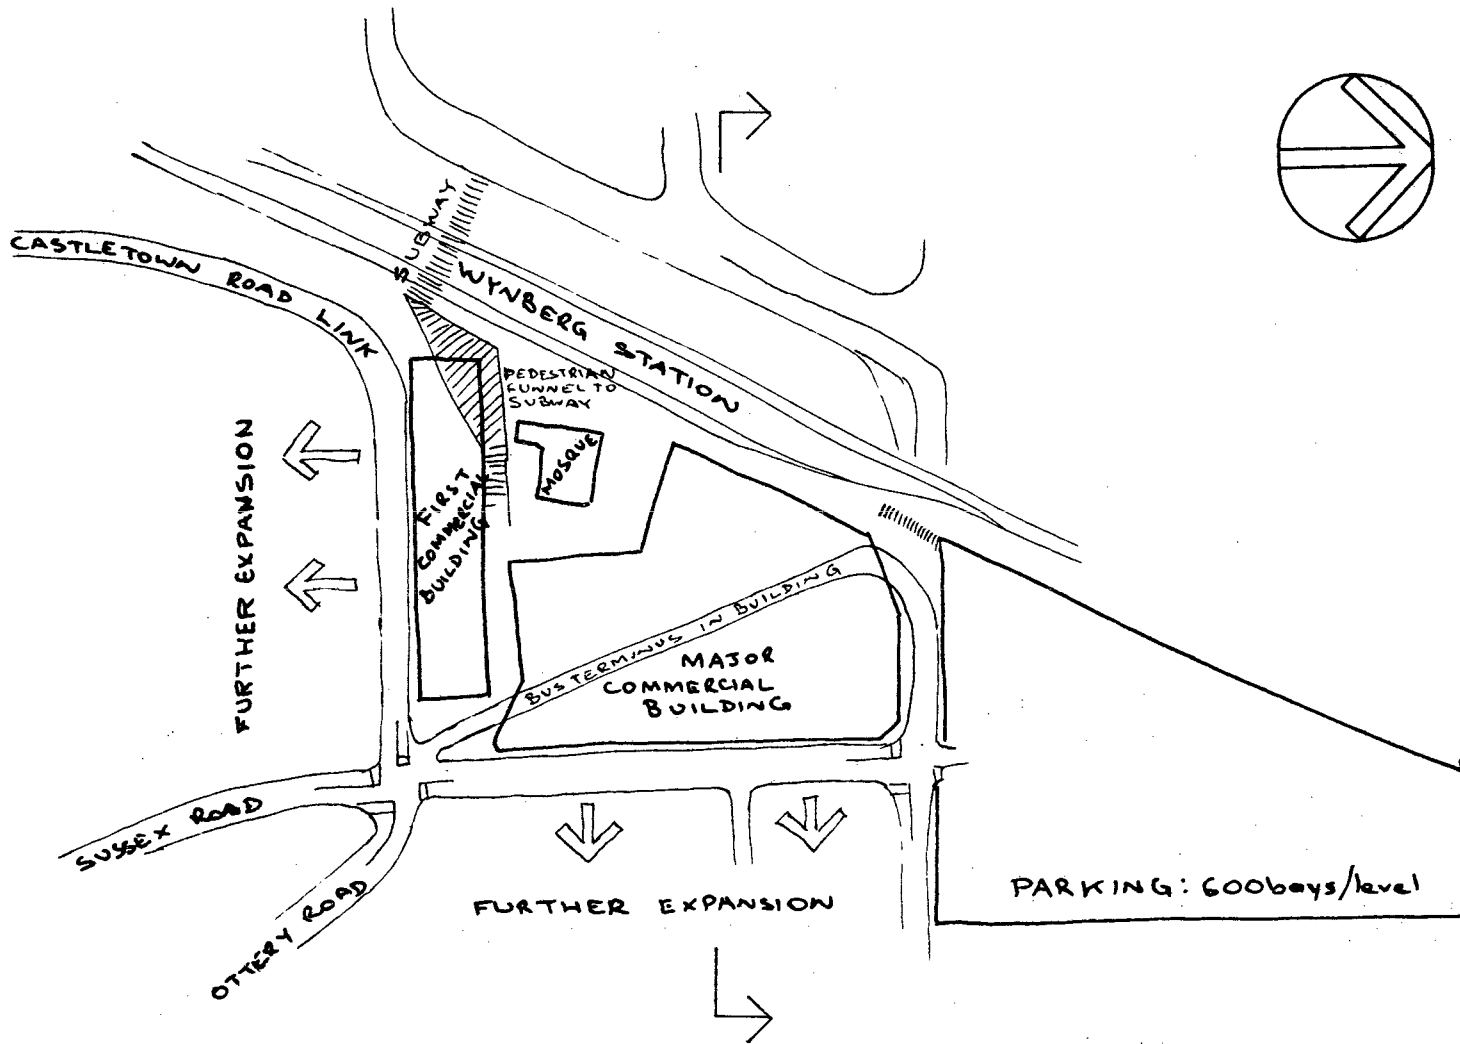 SUBWAY
CASTLETOWN ROAD LINK
WYNBERG STATION
PEDESTRIAN
FUNNEL TO
SUBWAY
MOSQUE
FURTHER EXPANSION
FIRST
COMMERCIAL
BUILDING
BUS TERMINUS IN BUILDING
MAJOR
COMMERCIAL
BUILDING
SUSSEX ROAD
OTTERY ROAD
FURTHER EXPANSION
PARKING: 600bays/level